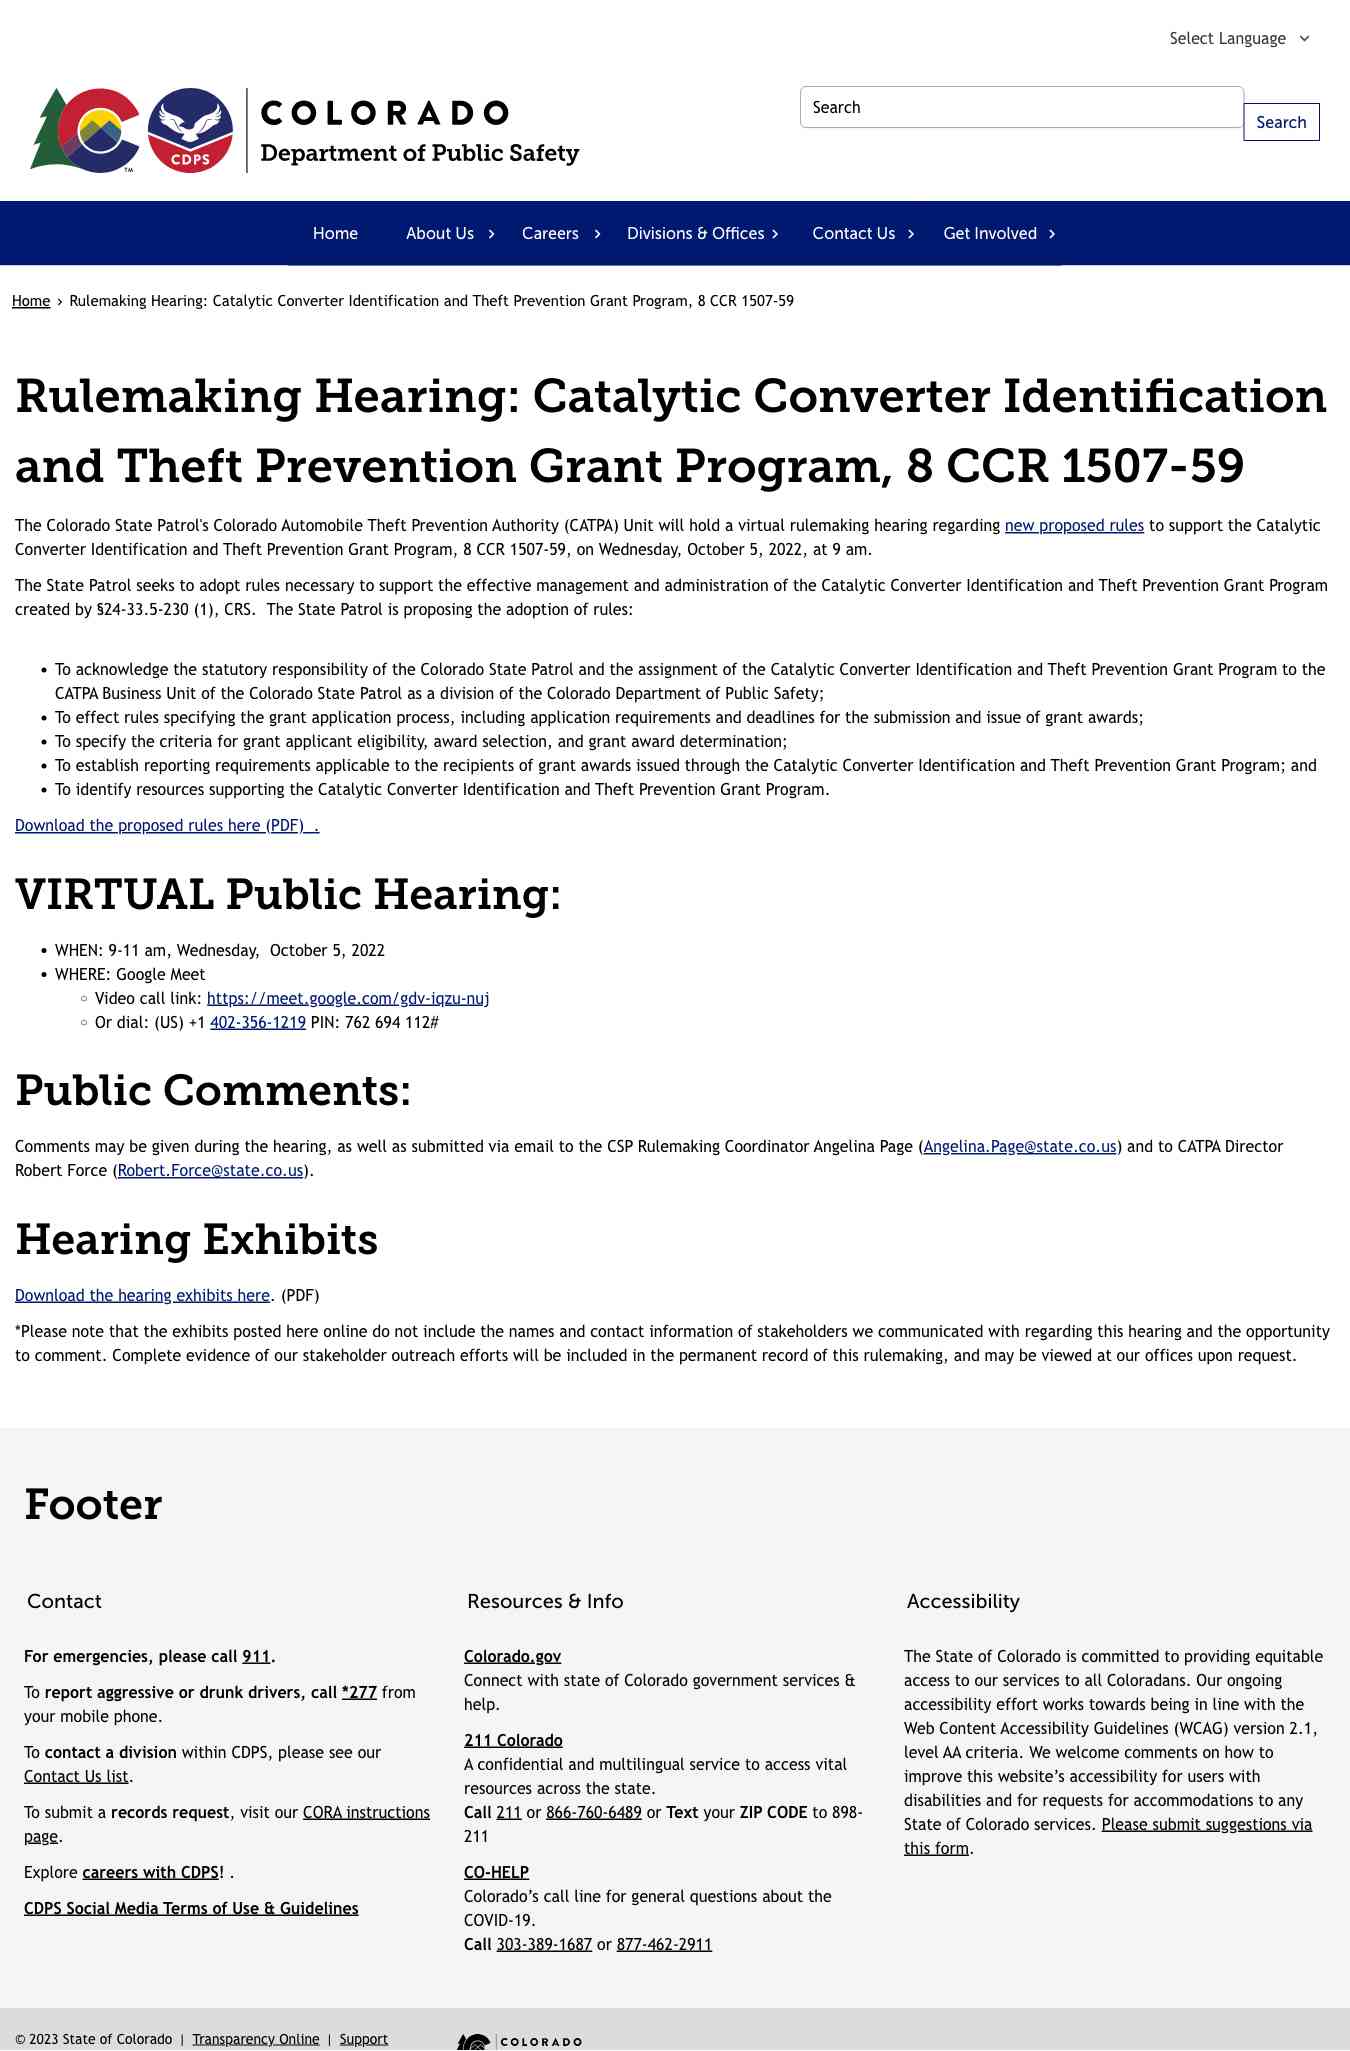 Select Language
COLORADO
Department of Public Safety
CDPS
TM
Search
Search
Home About Us Careers Divisions & Offices Contact Us Get Involved
Home › Rulemaking Hearing: Catalytic Converter Identification and Theft Prevention Grant Program, 8 CCR 1507-59
Rulemaking Hearing: Catalytic Converter Identification
and Theft Prevention Grant Program, 8 CCR 1507-59
The Colorado State Patrol's Colorado Automobile Theft Prevention Authority (CATPA) Unit will hold a virtual rulemaking hearing regarding new proposed rules to support the Catalytic
Converter Identification and Theft Prevention Grant Program, 8 CCR 1507-59, on Wednesday, October 5, 2022, at 9 am.
The State Patrol seeks to adopt rules necessary to support the effective management and administration of the Catalytic Converter Identification and Theft Prevention Grant Program
created by §24-33.5-230 (1), CRS.  The State Patrol is proposing the adoption of rules:
• To acknowledge the statutory responsibility of the Colorado State Patrol and the assignment of the Catalytic Converter Identification and Theft Prevention Grant Program to the
CATPA Business Unit of the Colorado State Patrol as a division of the Colorado Department of Public Safety;
• To effect rules specifying the grant application process, including application requirements and deadlines for the submission and issue of grant awards;
• To specify the criteria for grant applicant eligibility, award selection, and grant award determination;
• To establish reporting requirements applicable to the recipients of grant awards issued through the Catalytic Converter Identification and Theft Prevention Grant Program; and
• To identify resources supporting the Catalytic Converter Identification and Theft Prevention Grant Program.
Download the proposed rules here (PDF)  .
VIRTUAL Public Hearing:
• WHEN: 9-11 am, Wednesday,  October 5, 2022
• WHERE: Google Meet
○ Video call link: https://meet.google.com/gdv-iqzu-nuj
○ Or dial: (US) +1 402-356-1219 PIN: 762 694 112#
Public Comments:
Comments may be given during the hearing, as well as submitted via email to the CSP Rulemaking Coordinator Angelina Page (Angelina.Page@state.co.us) and to CATPA Director
Robert Force (Robert.Force@state.co.us).
Hearing Exhibits
Download the hearing exhibits here. (PDF)
*Please note that the exhibits posted here online do not include the names and contact information of stakeholders we communicated with regarding this hearing and the opportunity
to comment. Complete evidence of our stakeholder outreach efforts will be included in the permanent record of this rulemaking, and may be viewed at our offices upon request.
Footer
Contact
For emergencies, please call 911.
To report aggressive or drunk drivers, call *277 from
your mobile phone.
To contact a division within CDPS, please see our
Contact Us list.
To submit a records request, visit our CORA instructions
page.
Explore careers with CDPS! .
CDPS Social Media Terms of Use & Guidelines
Resources & Info
Colorado.gov
Connect with state of Colorado government services &
help.
211 Colorado
A confidential and multilingual service to access vital
resources across the state.
Call 211 or 866-760-6489 or Text your ZIP CODE to 898-
211
CO-HELP
Colorado’s call line for general questions about the
COVID-19.
Call 303-389-1687 or 877-462-2911
Accessibility
The State of Colorado is committed to providing equitable
access to our services to all Coloradans. Our ongoing
accessibility effort works towards being in line with the
Web Content Accessibility Guidelines (WCAG) version 2.1,
level AA criteria. We welcome comments on how to
improve this website’s accessibility for users with
disabilities and for requests for accommodations to any
State of Colorado services. Please submit suggestions via
this form.
© 2023 State of Colorado | Transparency Online | Support
COLORADO